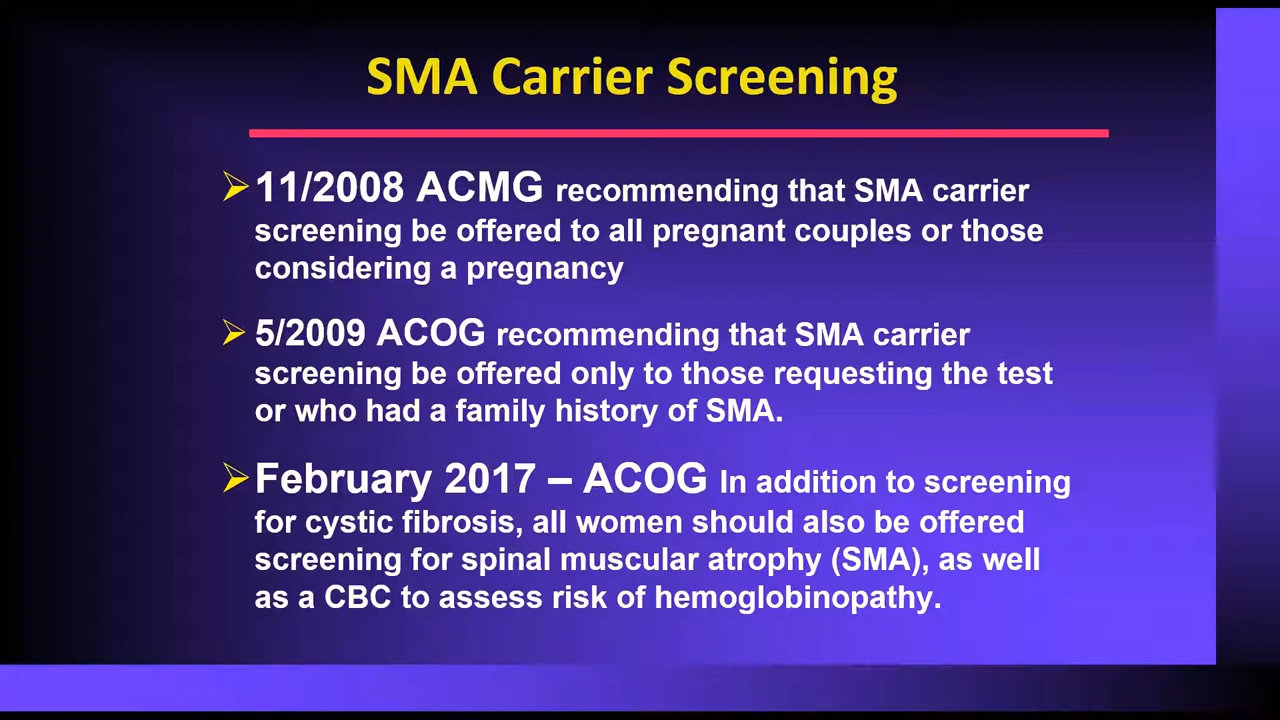 SMA Carrier Screening
11/2008 ACMG recommending that SMA carrier
screening be offered to all pregnant couples or those
considering a pregnancy
5/2009 ACOG recommending that SMA carrier
screening be offered only to those requesting the test
or who had a family history of SMA.
February 2017 – ACOG In addition to screening
for cystic fibrosis, all women should also be offered
screening for spinal muscular atrophy (SMA), as well
as a CBC to assess risk of hemoglobinopathy.